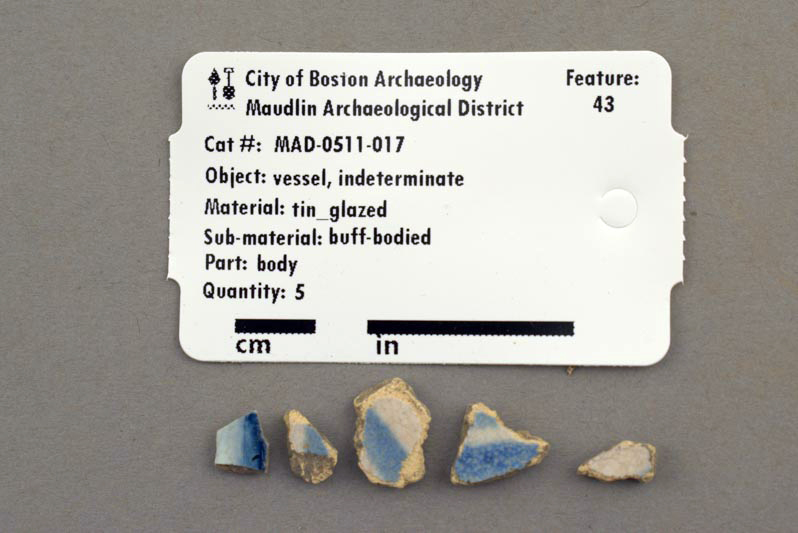 City of Boston Archaeology
Maudlin Archaeological District
Feature:
43
Cat #: MAD-0511-017
Object: vessel, indeterminate
Material: tin_glazed
Sub-material: buff-bodied
Part: body
Quantity: 5
cm in